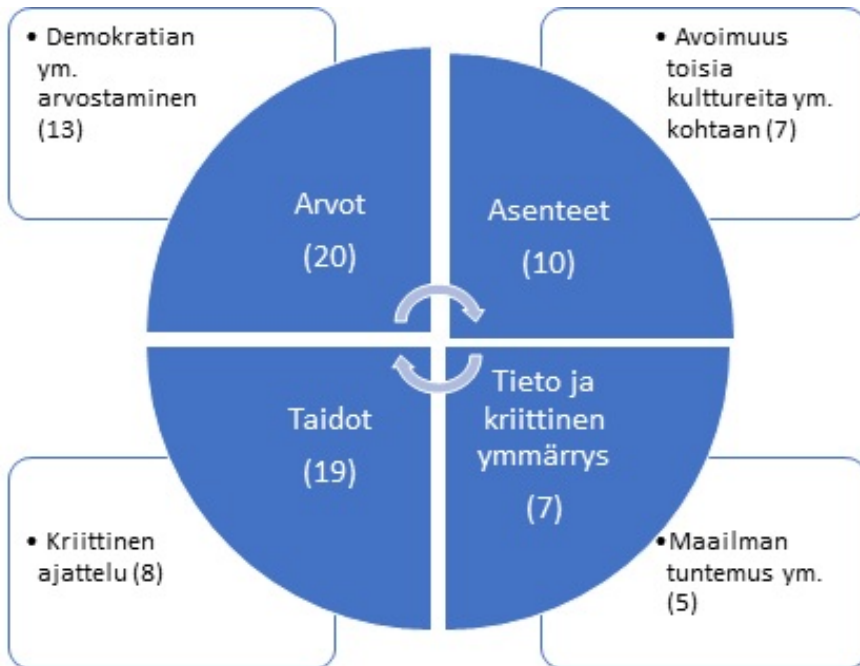 • Demokratian
ym.
arvostaminen
(13)
• Avoimuus
toisia
kulttureita ym.
kohtaan (7)
Arvot
(20)
Asenteet
(10)
Taidot
(19)
Tieto ja
kriittinen
ymmärrys
(7)
• Kriittinen
ajattelu (8)
•Maailman
tuntemus ym.
(5)